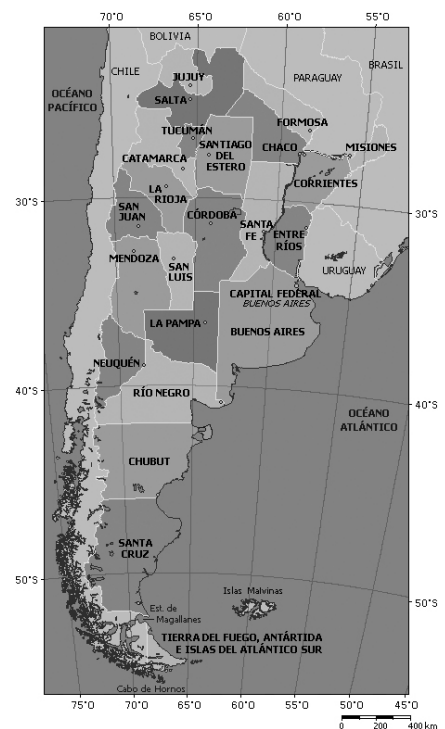 70°O 65°O 60°O 55°O
BOLIVIA
BRASIL
CHILE
JUJUY
PARAGUAY
OCÉANO
PACÍFICO
SALTA
FORMOSA
TUCUMÁN
SANTIAGO
DEL
ESTERO
CHACO
MISIONES
CATAMARCA
CORRIENTES
LA
RIOJA
30°S
30°S
SAN
JUAN
CÓRDOBA
SANTA
FE
ENTRE
RÍOS
MENDOZA
SAN
LUIS
URUGUAY
CAPITAL FEDERAL
BUENOS AIRES
LA PAMPA
BUENOS AIRES
NEUQUÉN
40°S
RÍO NEGRO
40°S
OCÉANO
ATLÁNTICO
CHUBUT
SANTA
CRUZ
50°S
50°S
Islas Malvinas
Est. de
Magallanes
TIERRA DEL FUEGO, ANTÁRTIDA
E ISLAS DEL ATLÁNTICO SUR
Cabo de Hornos
75°O 70°O 65°O 60°O 55°O 50°O 45°O
0 200 400 km